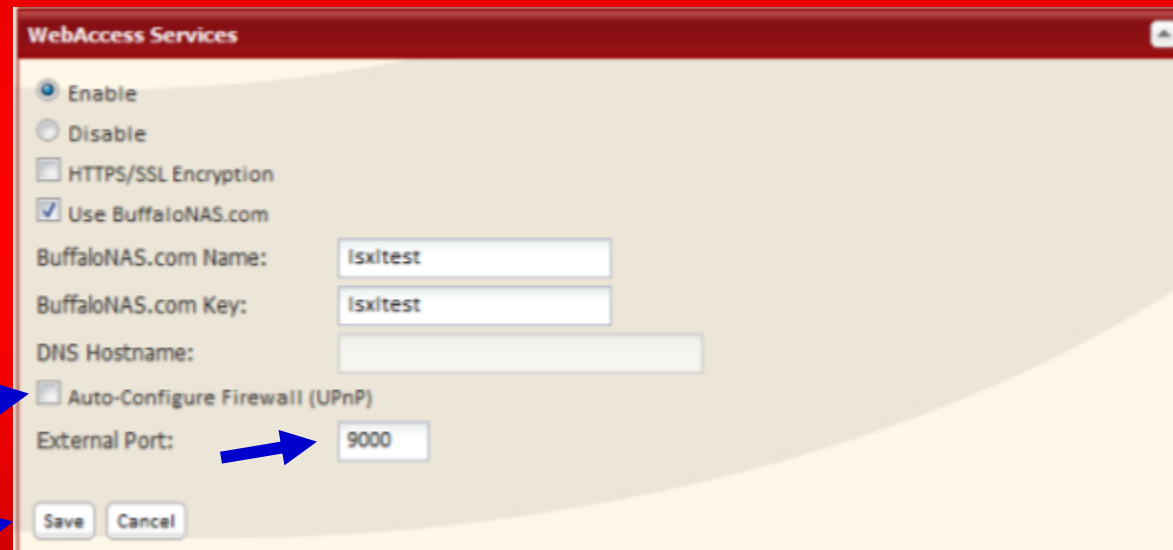 WebAccess Services
Enable
Disable
HTTPS/SSL Encryption
Use BuffaloNAS.com
BuffaloNAS.com Name: lsxltest
BuffaloNAS.com Key: lsxltest
DNS Hostname:
Auto-Configure Firewall (UPnP)
External Port: 9000
Save Cancel